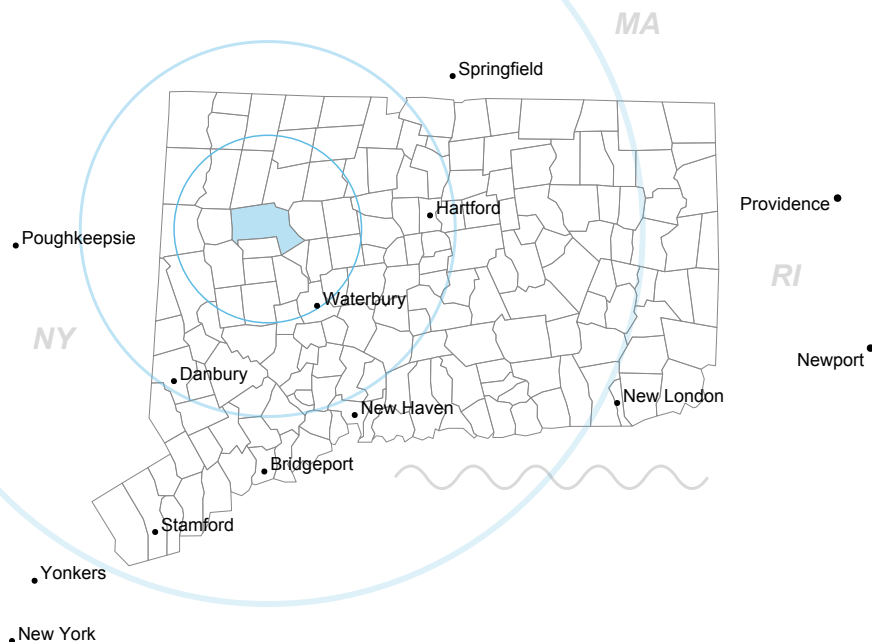 MA
Springfield
Providence
Hartford
Poughkeepsie
RI
Waterbury
NY
Newport
Danbury
New London
New Haven
Bridgeport
Stamford
Yonkers
New York